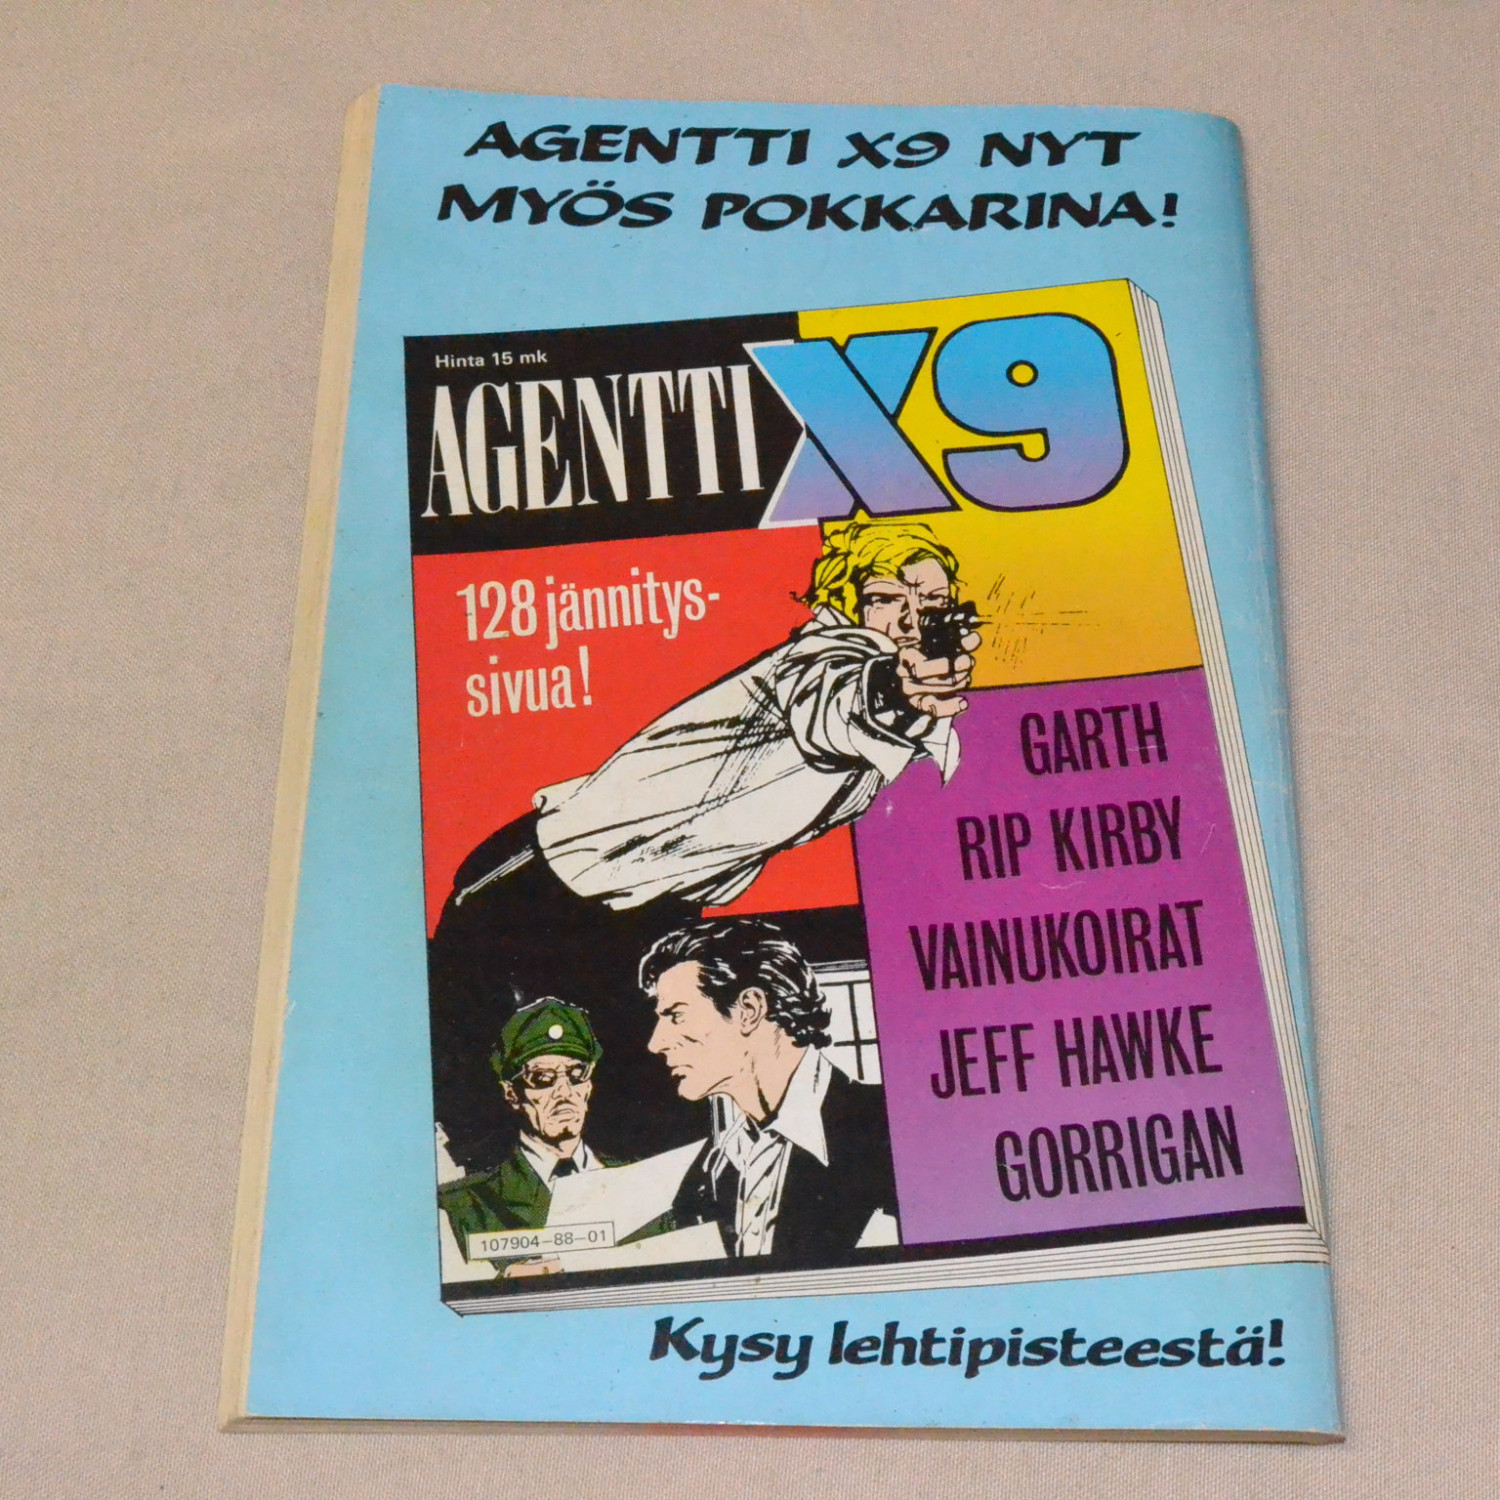 AGENTTI X9 NYT
MYÖS POKKARINA!
Hinta 15 mk
AGENTTI X9
128 jännitys-
sivua!
GARTH
RIP KIRBY
VAINUKOIRAT
JEFF HAWKE
GORRIGAN
107904-88-01
Kysy lehtipisteestä!